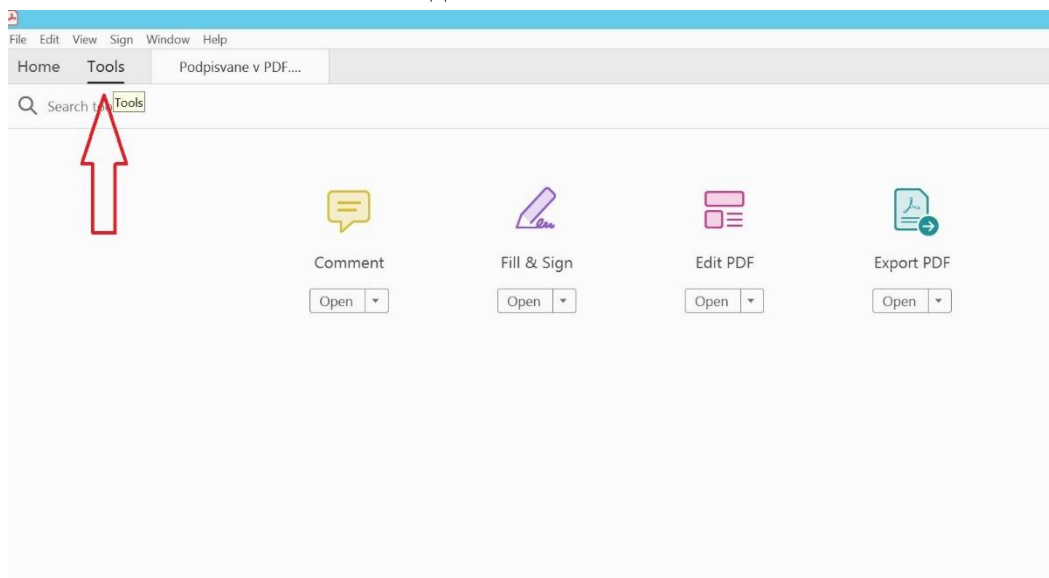 File Edit View Sign Window Help
Home Tools Podpisvane v PDF....
Search too Tools
Comment Fill & Sign Edit PDF Export PDF
Open Open Open Open